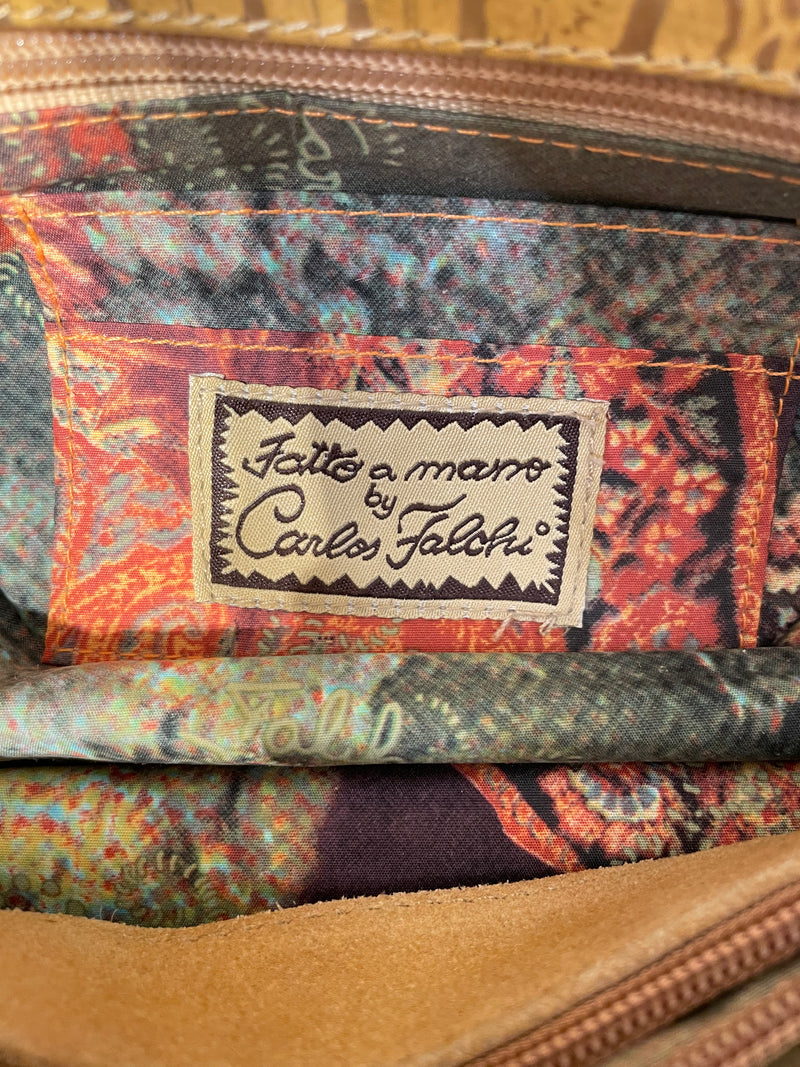 Fatto a mano
by
Carlos Falchi